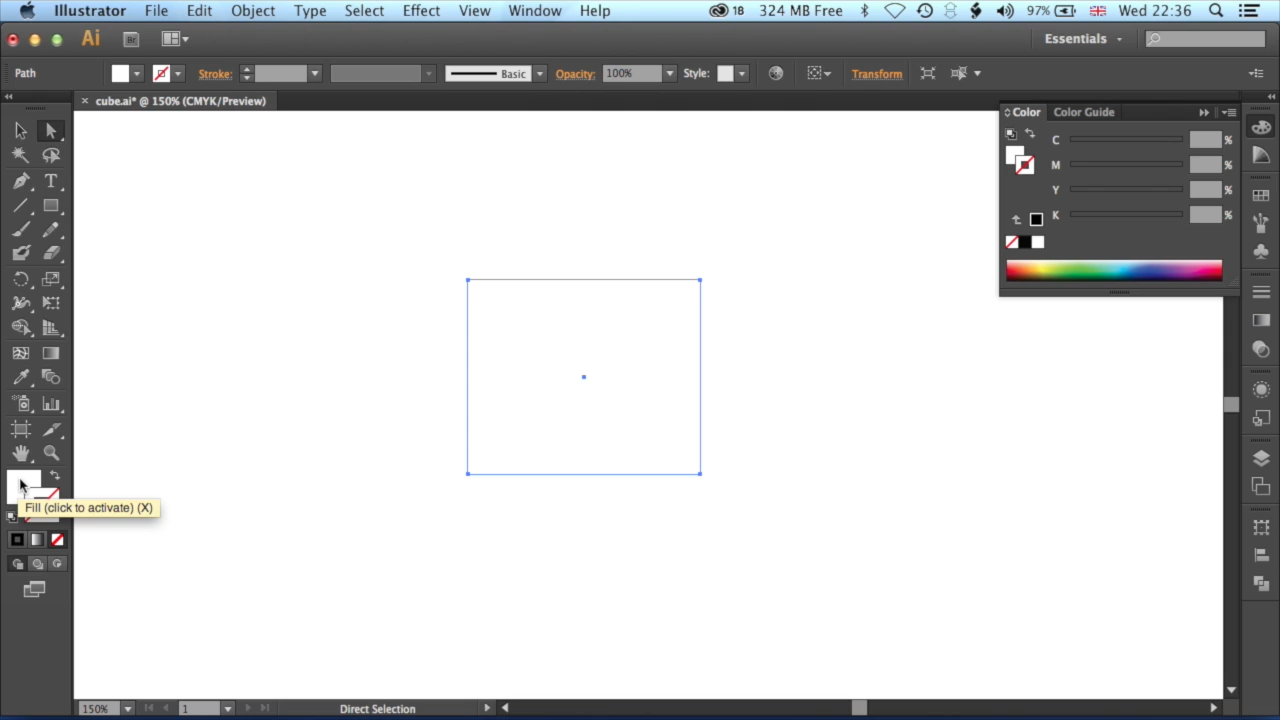 Illustrator File Edit Object Type Select Effect View Window Help 18 324 MB Free 97% Wed 22:36
Ai Br Essentials
Path Stroke: Basic Opacity: 100% Style: Transform
× cube.ai* @ 150% (CMYK/Preview)
Color Color Guide
C %
M %
Y %
K %
T
Fill (click to activate) (X)
150% 1 Direct Selection